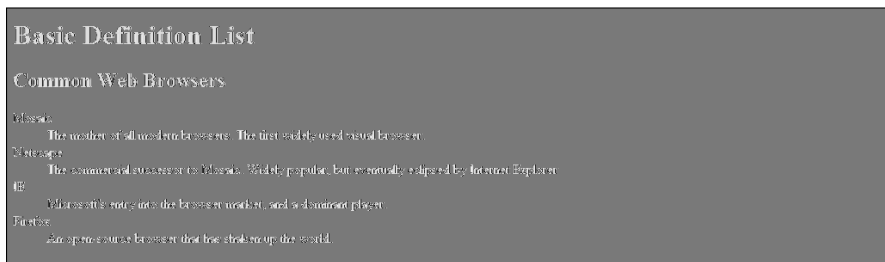 Basic Definition List
Common Web Browsers
Mosaic
The mother of all modern browsers. The first widely used visual browser.
Netscape
The commercial successor to Mosaic. Widely popular, but eventually eclipsed by Internet Explorer
IE
Microsoft's entry into the browser market, and a dominant player.
Firefox
An open-source browser that has shaken up the world.